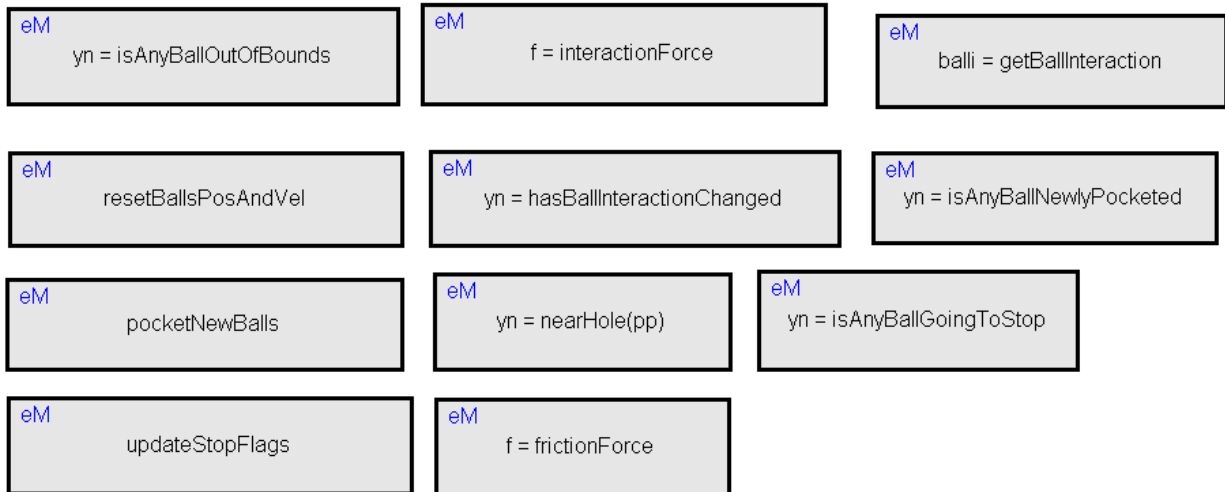 eM
yn = isAnyBallOutOfBounds
eM
f = interactionForce
eM
balli = getBallInteraction
eM
resetBallsPosAndVel
eM
yn = hasBallInteractionChanged
eM
yn = isAnyBallNewlyPocketed
eM
pocketNewBalls
eM
yn = nearHole(pp)
eM
yn = isAnyBallGoingToStop
eM
updateStopFlags
eM
f = frictionForce